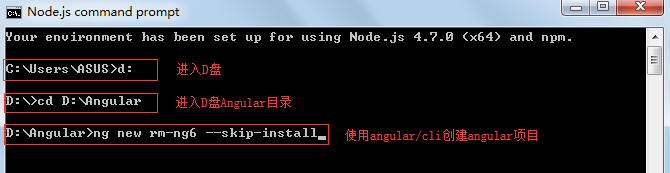 Node.js command prompt
Your environment has been set up for using Node.js 4.7.0 (x64) and npm.
C:\Users\ASUS>d: 进入D盘
D:\>cd D:\Angular 进入D盘Angular目录
D:\Angular>ng new rm-ng6 --skip-install_ 使用angular/cli创建angular项目